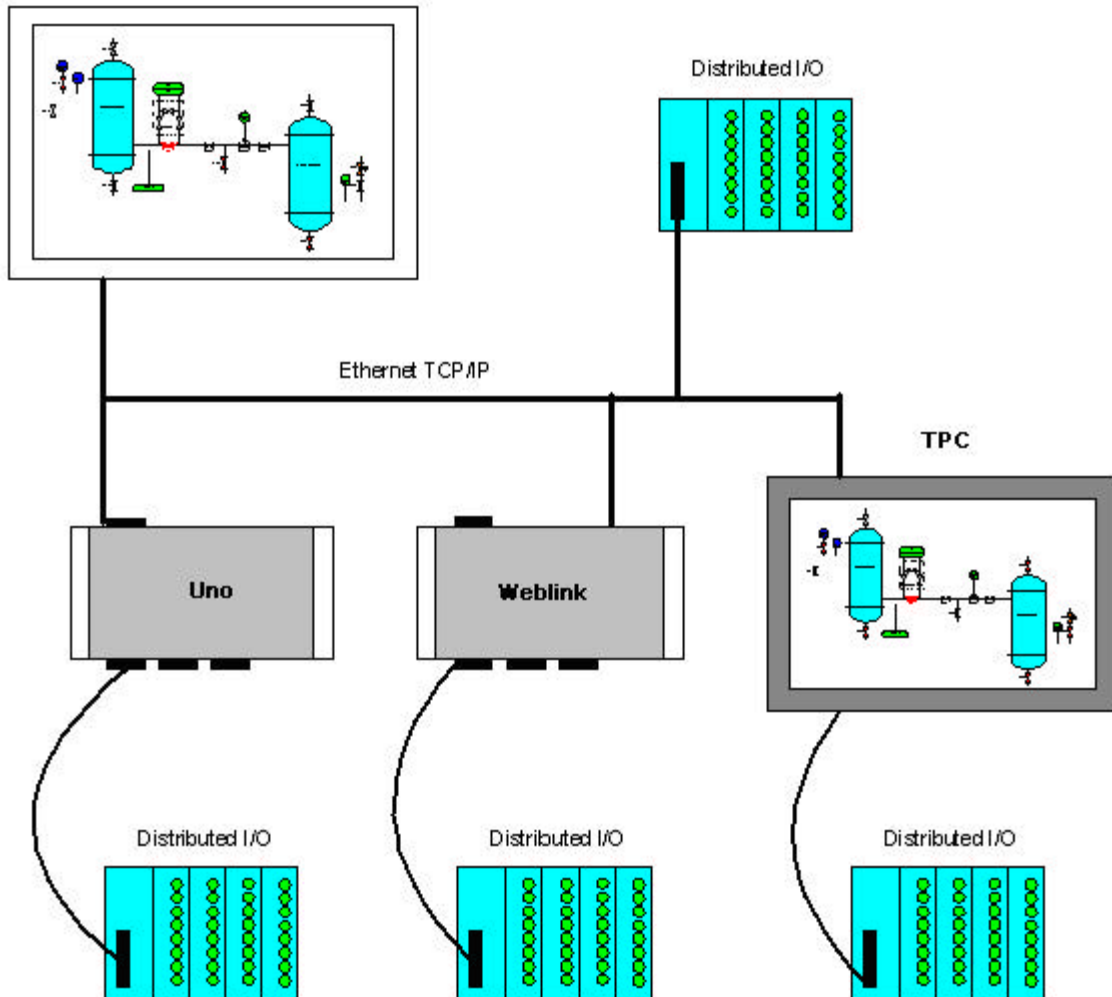 Distributed I/O
Ethernet TCP/IP
TPC
Uno
Weblink
Distributed I/O
Distributed I/O
Distributed I/O